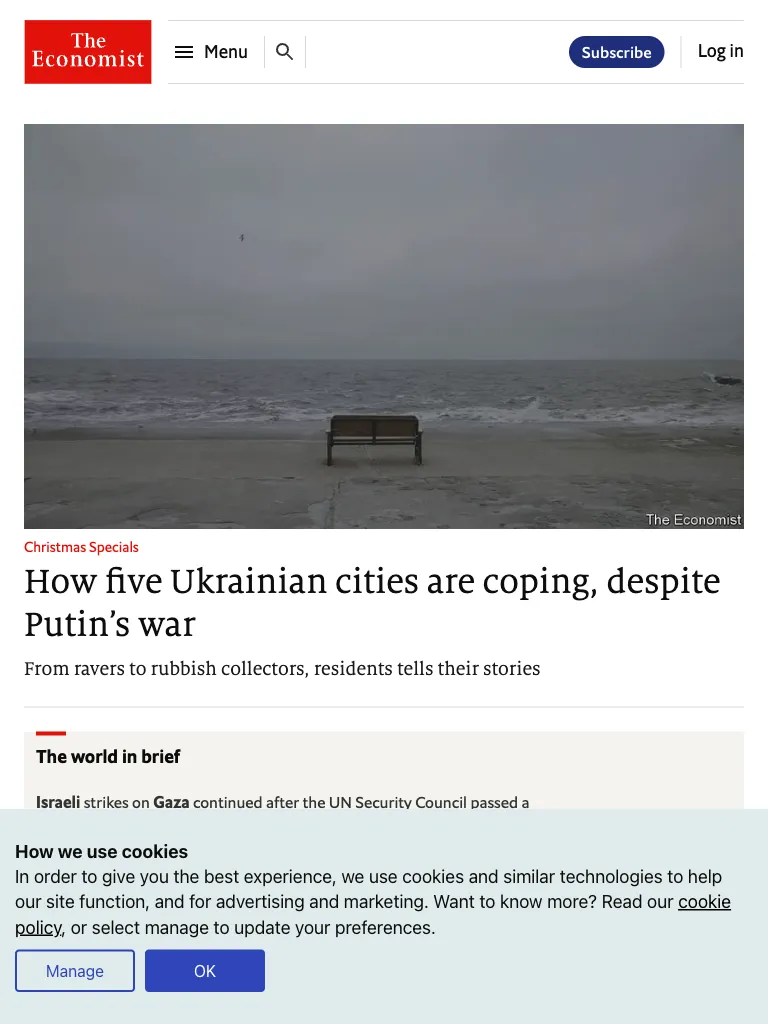 The
Economist
Menu
Subscribe
Log in
The Economist
Christmas Specials
How five Ukrainian cities are coping, despite
Putin’s war
From ravers to rubbish collectors, residents tells their stories
The world in brief
Israeli strikes on Gaza continued after the UN Security Council passed a
How we use cookies
In order to give you the best experience, we use cookies and similar technologies to help
our site function, and for advertising and marketing. Want to know more? Read our cookie
policy, or select manage to update your preferences.
Manage
OK